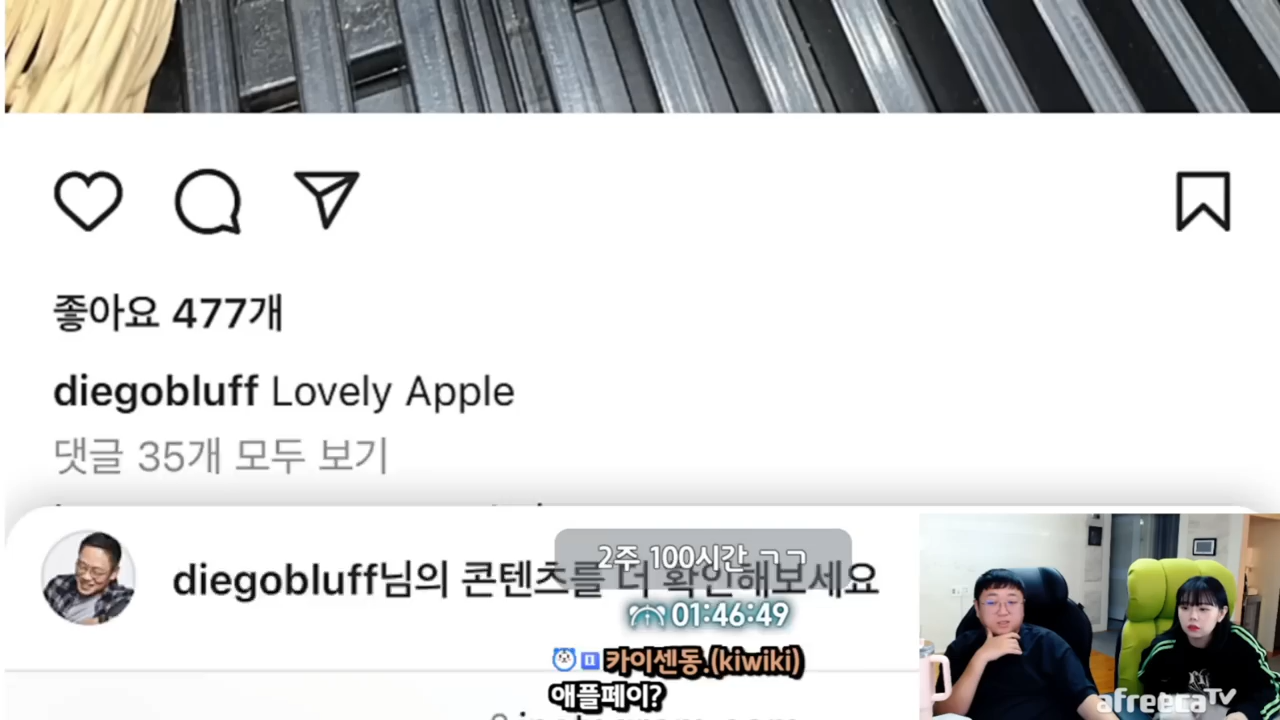 좋아요 477개
diegobluff Lovely Apple
댓글 35개 모두 보기
diegobluff님의 콘텐츠를 더 확인해보세요
2주 100시간 ㄱㄱ
01:46:49
카이센동.(kiwiki)
애플페이?
afreecaTV